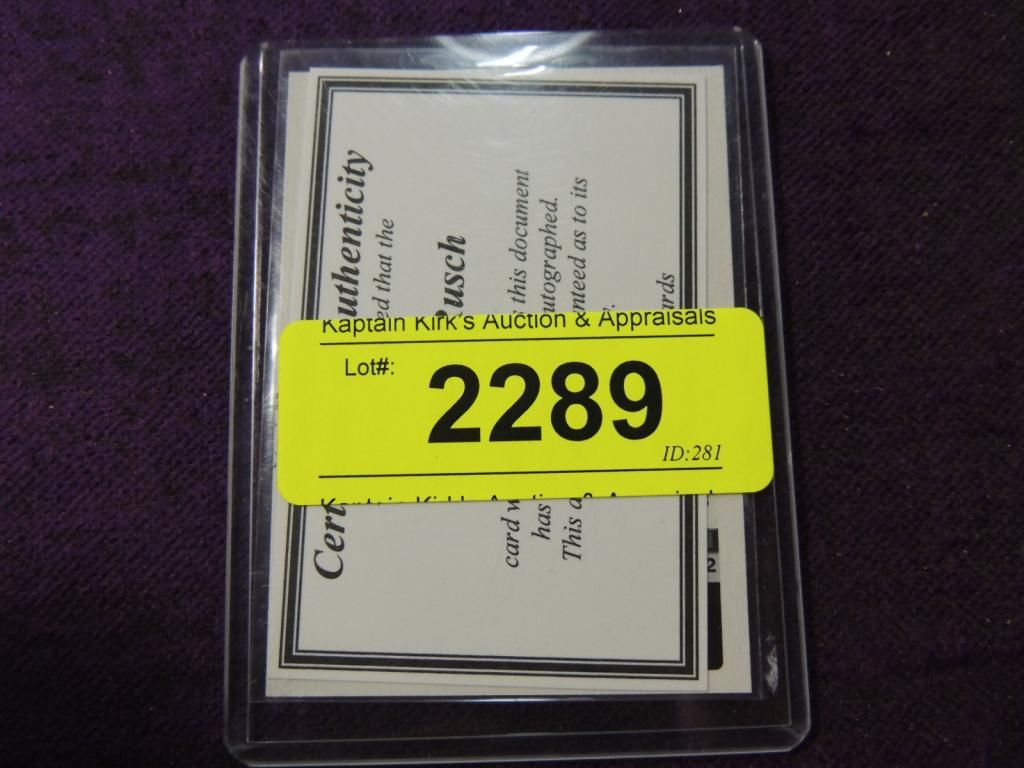 Kaptain Kirk's Auction & Appraisals
Lot#:
2289
ID:281
Cert uthenticity
ed that the
usch
card w this document
has utographed.
This a nteed as to its
rds
2